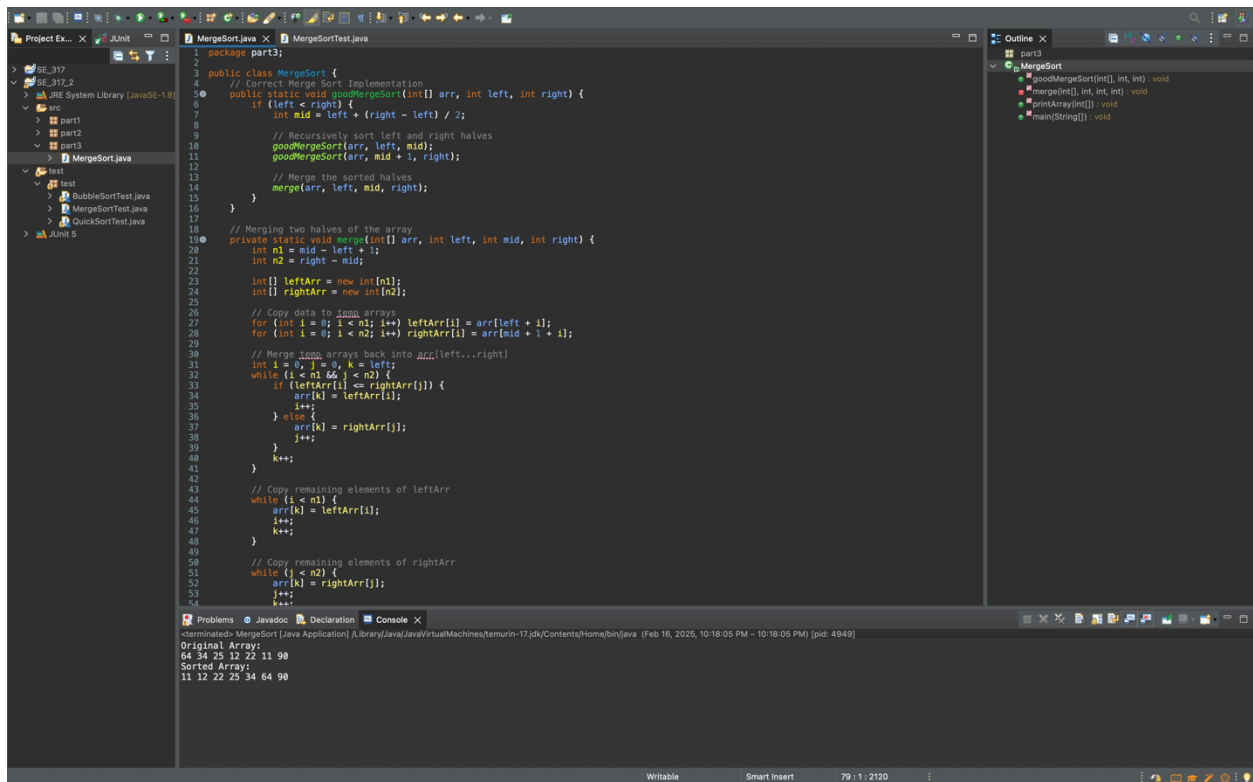 Project Ex...
JUnit
SE_317
SE_317_2
JRE System Library [JavaSE-1.8]
src
part1
part2
part3
MergeSort.java
test
test
BubbleSortTest.java
MergeSortTest.java
QuickSortTest.java
JUnit 5
MergeSort.java
MergeSortTest.java
1 package part3;
2
3 public class MergeSort {
4     // Correct Merge Sort Implementation
5     public static void goodMergeSort(int[] arr, int left, int right) {
6         if (left < right) {
7             int mid = left + (right - left) / 2;
8
9             // Recursively sort left and right halves
10             goodMergeSort(arr, left, mid);
11             goodMergeSort(arr, mid + 1, right);
12
13             // Merge the sorted halves
14             merge(arr, left, mid, right);
15         }
16     }
17
18     // Merging two halves of the array
19     private static void merge(int[] arr, int left, int mid, int right) {
20         int n1 = mid - left + 1;
21         int n2 = right - mid;
22
23         int[] leftArr = new int[n1];
24         int[] rightArr = new int[n2];
25
26         // Copy data to temp arrays
27         for (int i = 0; i < n1; i++) leftArr[i] = arr[left + i];
28         for (int i = 0; i < n2; i++) rightArr[i] = arr[mid + 1 + i];
29
30         // Merge temp arrays back into arr[left...right]
31         int i = 0, j = 0, k = left;
32         while (i < n1 && j < n2) {
33             if (leftArr[i] <= rightArr[j]) {
34                 arr[k] = leftArr[i];
35                 i++;
36             } else {
37                 arr[k] = rightArr[j];
38                 j++;
39             }
40             k++;
41         }
42
43         // Copy remaining elements of leftArr
44         while (i < n1) {
45             arr[k] = leftArr[i];
46             i++;
47             k++;
48         }
49
50         // Copy remaining elements of rightArr
51         while (j < n2) {
52             arr[k] = rightArr[j];
53             j++;
54             k++;
Outline
part3
MergeSort
goodMergeSort(int[], int, int) : void
merge(int[], int, int, int) : void
printArray(int[]) : void
main(String[]) : void
Problems
Javadoc
Declaration
Console
<terminated> MergeSort [Java Application] /Library/Java/JavaVirtualMachines/temurin-17.jdk/Contents/Home/bin/java (Feb 16, 2025, 10:18:05 PM – 10:18:05 PM) [pid: 4949]
Original Array:
64 34 25 12 22 11 90
Sorted Array:
11 12 22 25 34 64 90
Writable
Smart Insert
79 : 1 : 2120